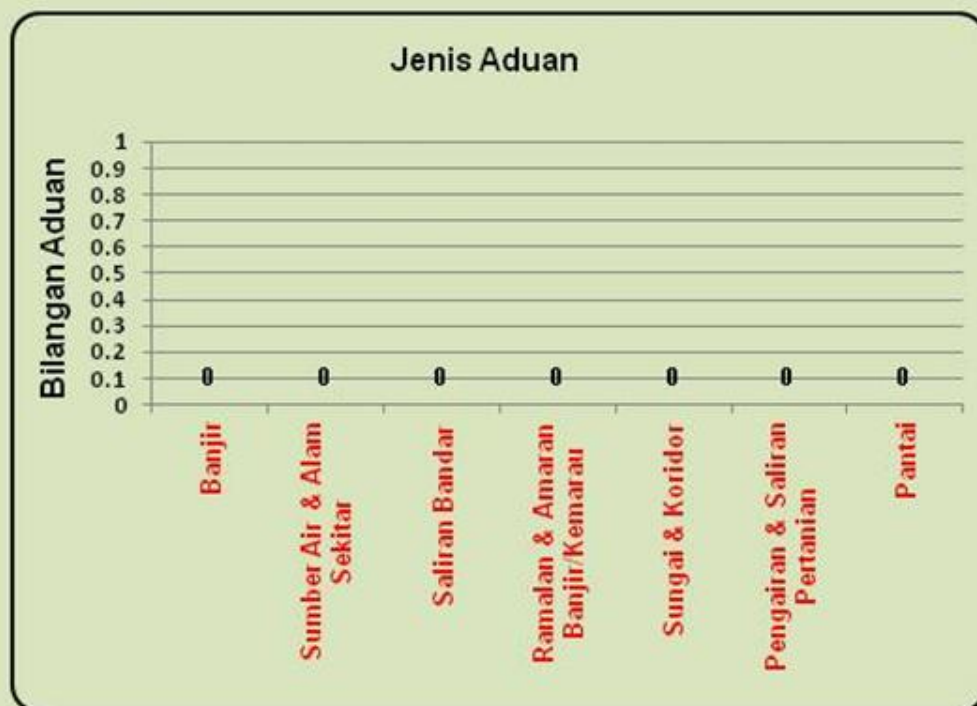 Jenis Aduan
Bilangan Aduan
1
0.9
0.8
0.7
0.6
0.5
0.4
0.3
0.2
0.1
0
0 0 0 0 0 0 0
Banjir
Sumber Air & Alam
Sekitar
Saliran Bandar
Ramalan & Amaran
Banjir/Kemarau
Sungai & Koridor
Pengairan & Saliran
Pertanian
Pantai